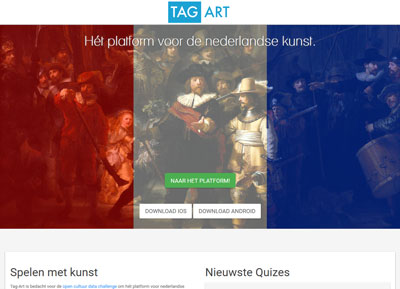 TAG ART
Hét platform voor de nederlandse kunst.
NAAR HET PLATFORM!
DOWNLOAD IOS
DOWNLOAD ANDROID
Spelen met kunst
Tag Art is bedacht voor de open cultuur data challenge om hét platform voor nederlandse
Nieuwste Quizes